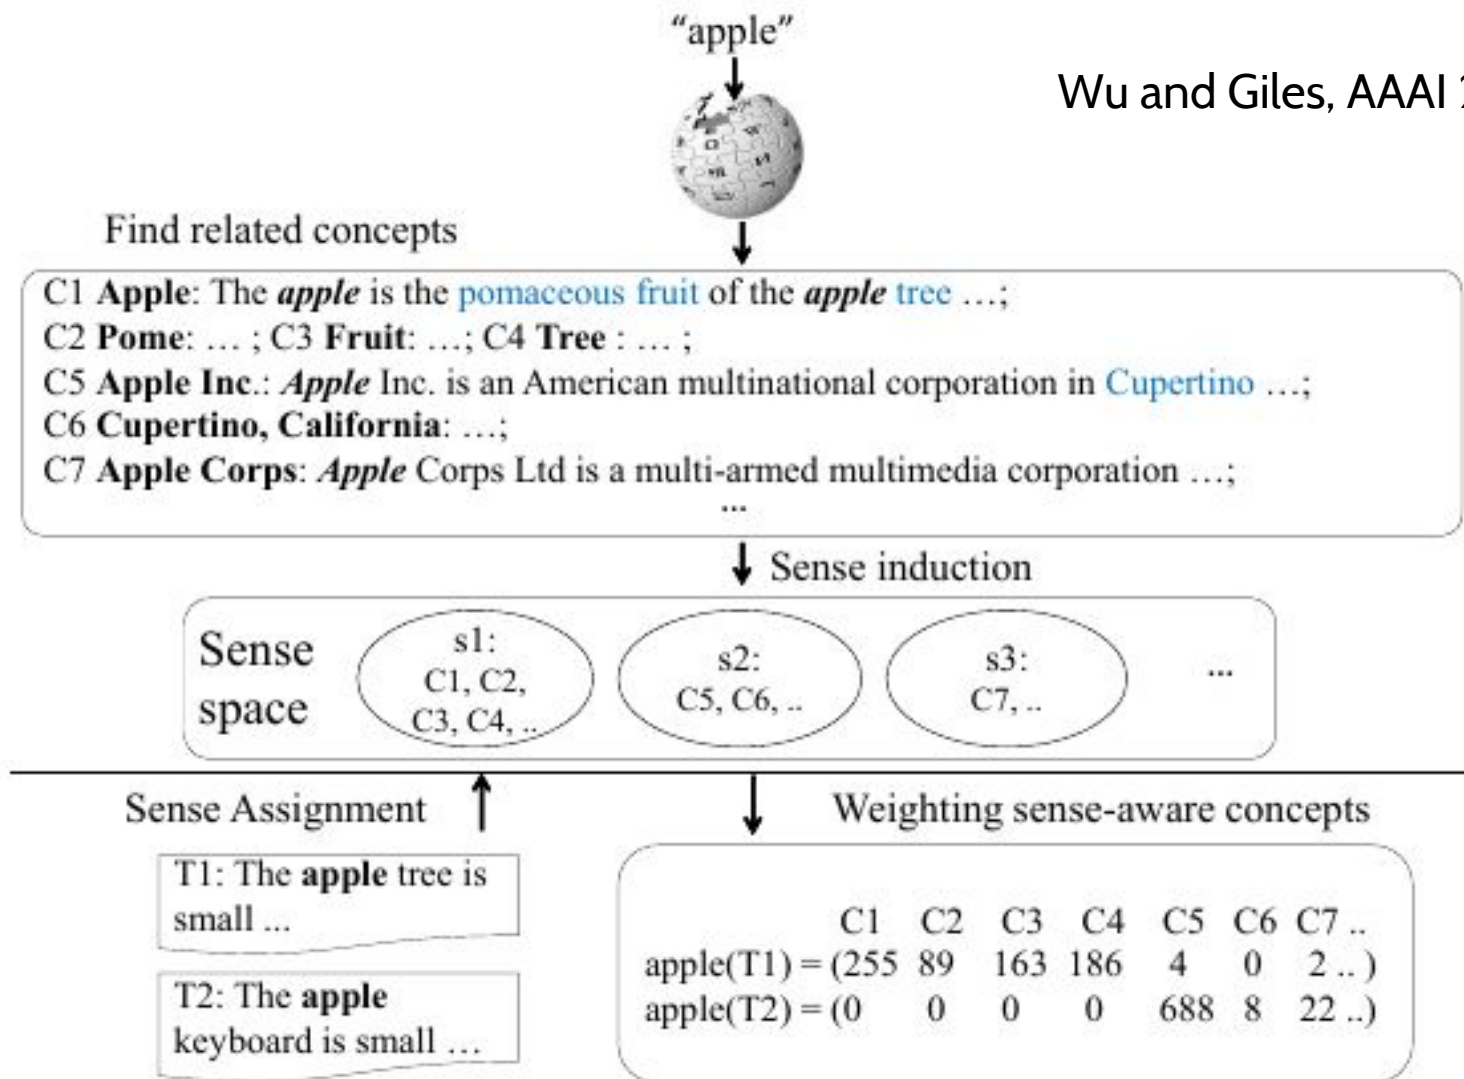 “apple”
Wu and Giles, AAAI
Find related concepts
C1 Apple: The apple is the pomaceous fruit of the apple tree …;
C2 Pome: … ; C3 Fruit: …; C4 Tree : … ;
C5 Apple Inc.: Apple Inc. is an American multinational corporation in Cupertino …;
C6 Cupertino, California: …;
C7 Apple Corps: Apple Corps Ltd is a multi-armed multimedia corporation …;
...
Sense induction
Sense
space
s1:
C1, C2,
C3, C4, ..
s2:
C5, C6, ..
s3:
C7, ..
...
Sense Assignment
Weighting sense-aware concepts
T1: The apple tree is
small ...
T2: The apple
keyboard is small …
C1 C2 C3 C4 C5 C6 C7 ..
apple(T1) = (255 89 163 186 4 0 2 .. )
apple(T2) = (0 0 0 0 688 8 22 ..)